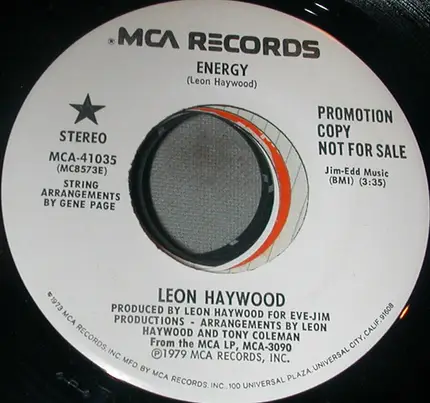 *MCA RECORDS
ENERGY
(Leon Haywood)
★
STEREO
MCA-41035
(MC8573E)
STRING
ARRANGEMENTS
BY GENE PAGE
PROMOTION
COPY
NOT FOR SALE
Jim-Edd Music
(BMI) (3:35)
LEON HAYWOOD
PRODUCED BY LEON HAYWOOD FOR EVE-JIM
PRODUCTIONS - ARRANGEMENTS BY LEON
HAYWOOD AND TONY COLEMAN
From the MCA LP, MCA-3090
Ⓟ1979 MCA RECORDS, INC.
©1973 MCA RECORDS, INC. MFG. BY MCA RECORDS, INC., 100 UNIVERSAL PLAZA, UNIVERSAL CITY, CALIF. 91608